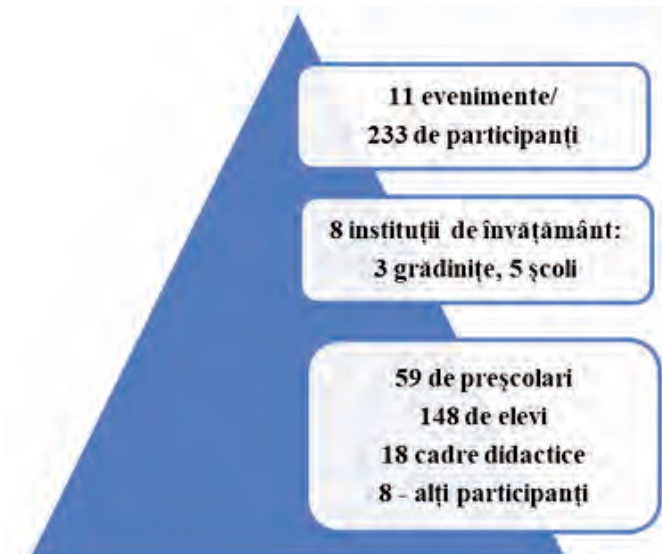 11 evenimente/
233 de participanți
8 instituții de învățământ:
3 grădinițe, 5 școli
59 de preșcolari
148 de elevi
18 cadre didactice
8 - alți participanți